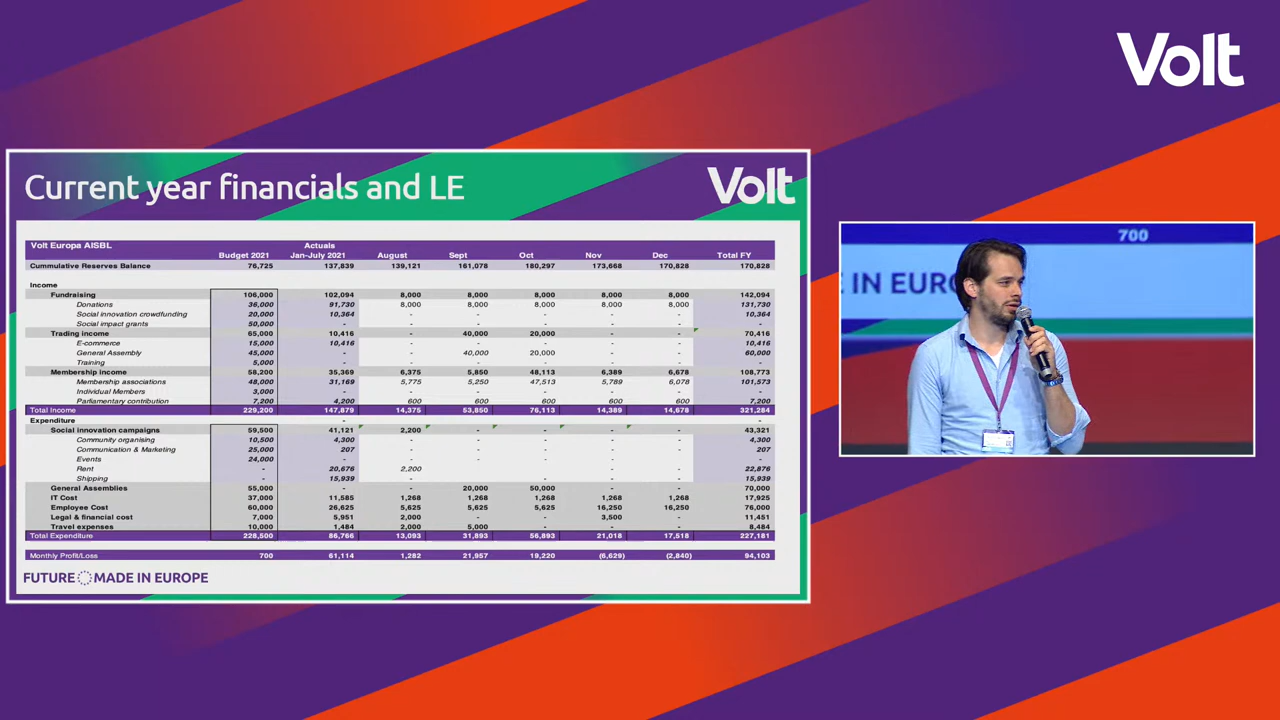 Volt
Current year financials and LE
Volt
Volt Europa AISBL Actuals
Budget 2021 Jan-July 2021 August Sept Oct Nov Dec Total FY
Cummulative Reserves Balance 76,725 137,839 139,121 161,078 180,297 173,668 170,828 170,828
Income
Fundraising 106,000 102,094 8,000 8,000 8,000 8,000 8,000 142,094
Donations 36,000 91,730 8,000 8,000 8,000 8,000 8,000 131,730
Social innovation crowdfunding 20,000 10,364 - - - - - 10,364
Social impact grants 50,000 - - - - - - -
Trading income 65,000 10,416 - 40,000 20,000 - - 70,416
E-commerce 15,000 10,416 - - - - - 10,416
General Assembly 45,000 - - 40,000 20,000 - - 60,000
Training 5,000 - - - - - - -
Membership income 58,200 35,369 6,375 5,850 48,113 6,389 6,678 108,773
Membership associations 48,000 31,169 5,775 5,250 47,513 5,789 6,078 101,573
Individual Members 3,000 - - - - - - -
Parliamentary contribution 7,200 4,200 600 600 600 600 600 7,200
Total Income 229,200 147,879 14,375 53,850 76,113 14,389 14,678 321,284
Expenditure -
Social innovation campaigns 59,500 41,121 2,200 - - - - 43,321
Community organising 10,500 4,300 - - - - - 4,300
Communication & Marketing 25,000 207 - - - - - 207
Events 24,000 - - - - - - -
Rent - 20,676 2,200 22,876
Shipping - 15,939 - - - - - 15,939
General Assemblies 55,000 - - 20,000 50,000 - - 70,000
IT Cost 37,000 11,585 1,268 1,268 1,268 1,268 1,268 17,925
Employee Cost 60,000 26,625 5,625 5,625 5,625 16,250 16,250 76,000
Legal & financial cost 7,000 5,951 2,000 - - 3,500 - 11,451
Travel expenses 10,000 1,484 2,000 5,000 - - - 8,484
Total Expenditure 228,500 86,766 13,093 31,893 56,893 21,018 17,518 227,181
Monthly Profit/Loss 700 61,114 1,282 21,957 19,220 (6,629) (2,840) 94,103
FUTURE MADE IN EUROPE
700
E IN EURO